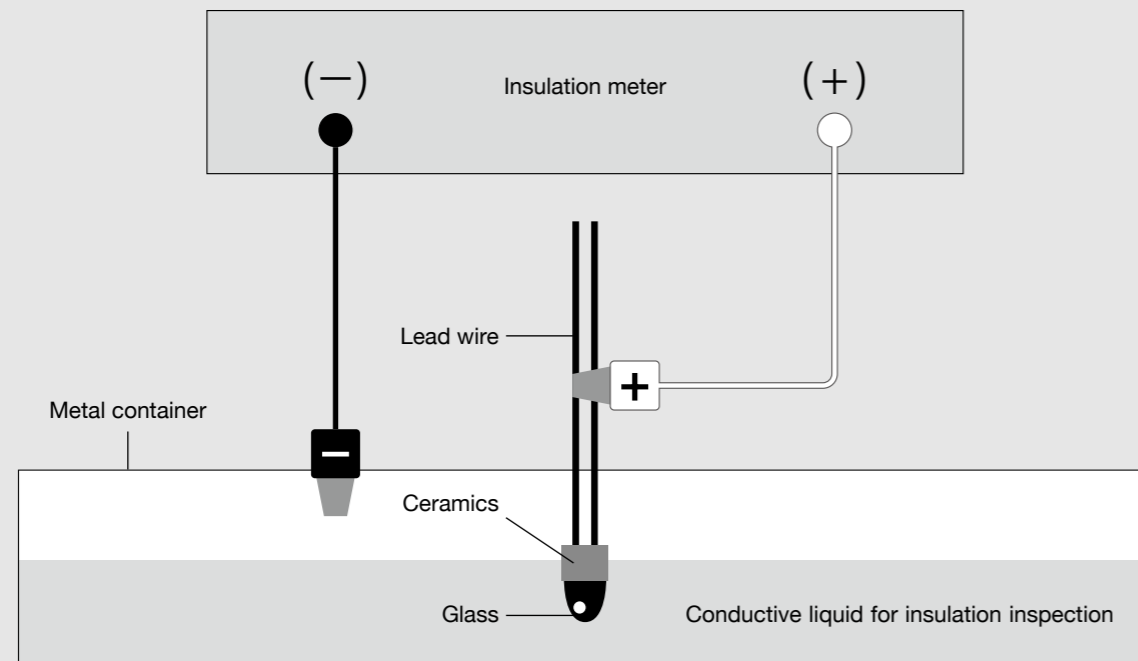 (−)
Insulation meter
(+)
Lead wire
+
Metal container
−
Ceramics
Glass
Conductive liquid for insulation inspection